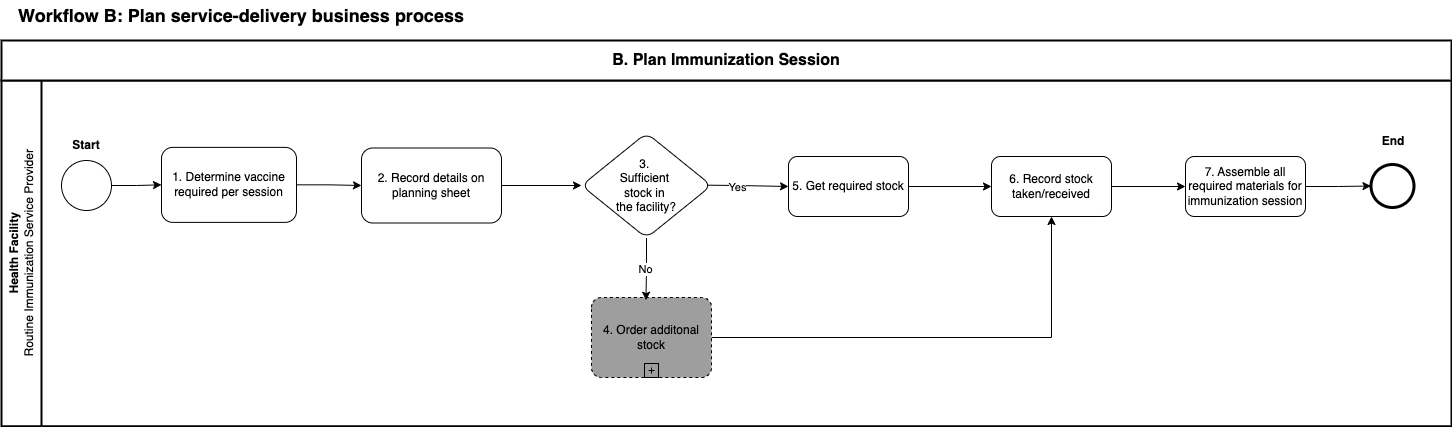 Workflow B: Plan service-delivery business process
B. Plan Immunization Session
Health Facility
Routine Immunization Service Provider
Start
1. Determine vaccine
required per session
2. Record details on
planning sheet
3.
Sufficient
stock in
the facility?
Yes
No
4. Order additonal
stock
+
5. Get required stock
6. Record stock
taken/received
7. Assemble all
required materials for
immunization session
End